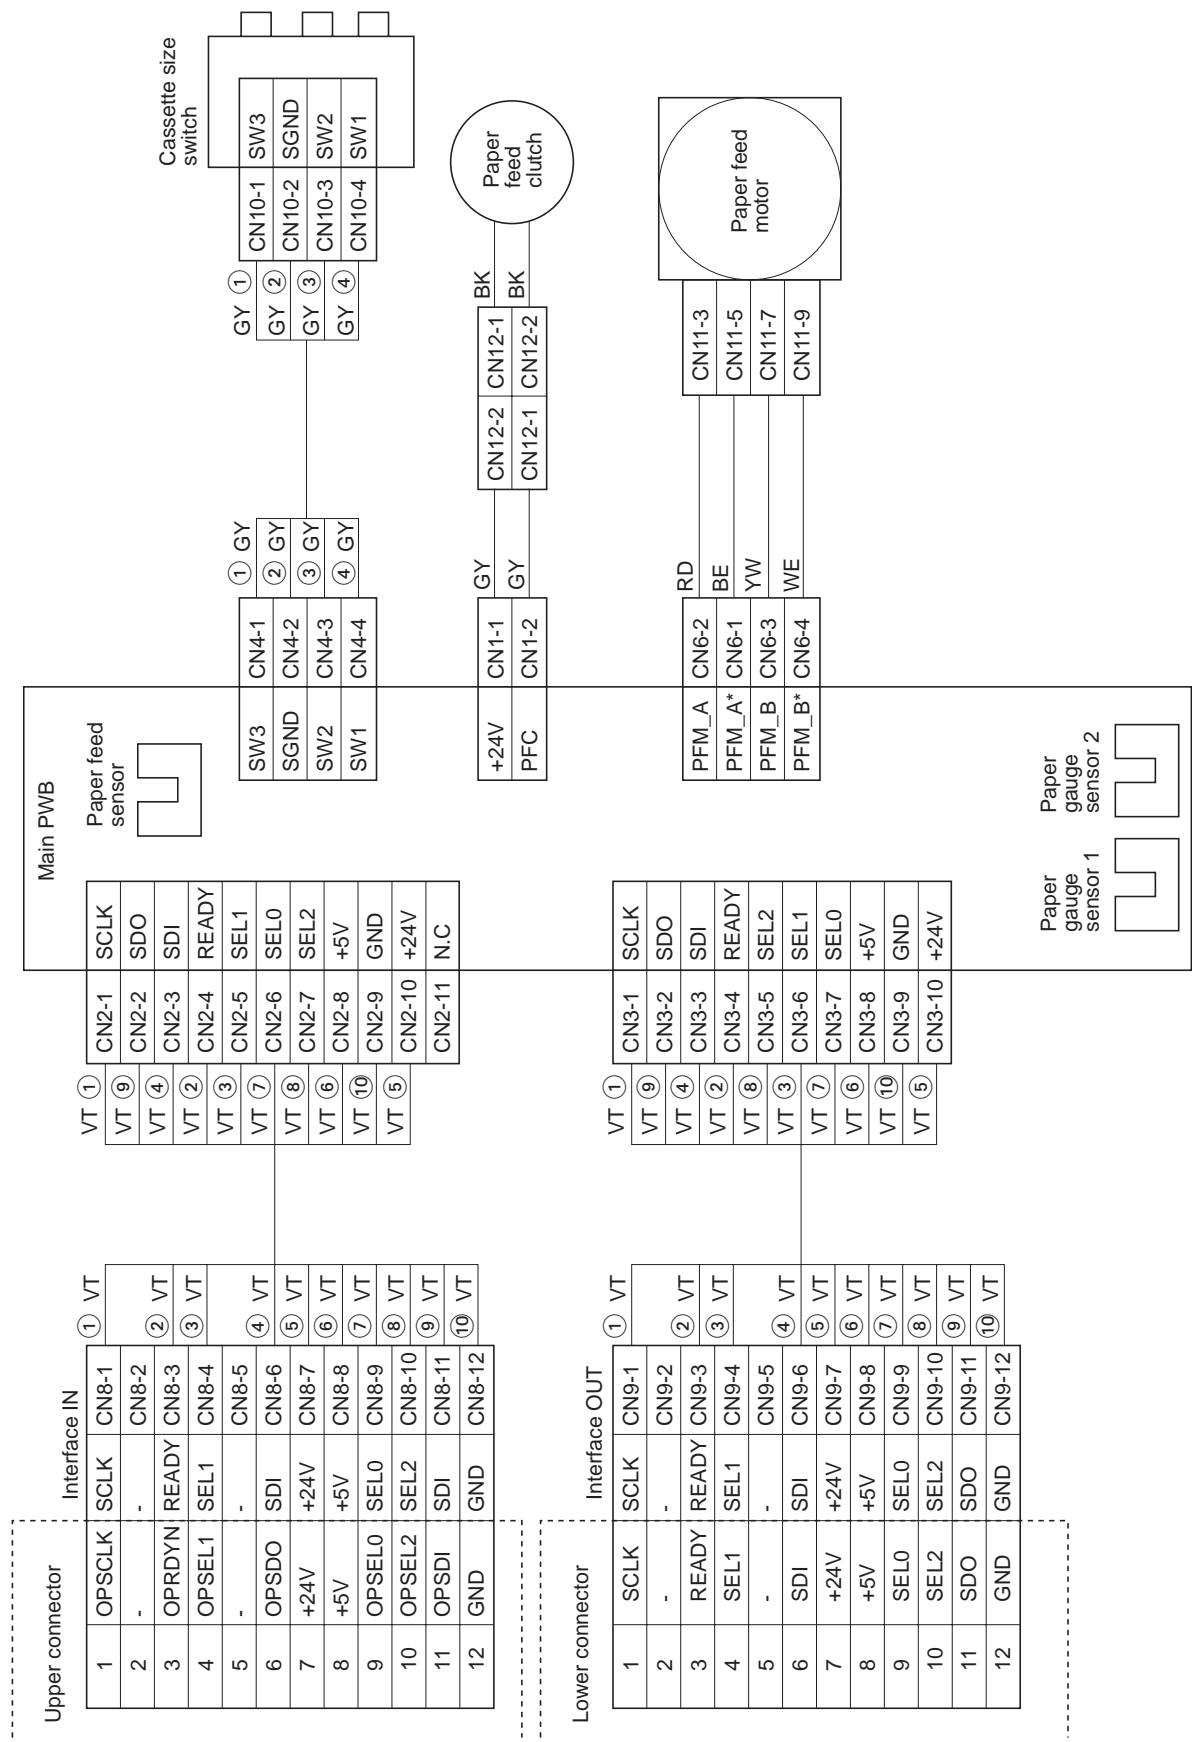 Upper connector
Interface IN
1 OPSCLK SCLK CN8-1 ① VT
2 - - CN8-2
3 OPRDYN READY CN8-3 ② VT
4 OPSEL1 SEL1 CN8-4 ③ VT
5 - - CN8-5
6 OPSDO SDI CN8-6 ④ VT
7 +24V +24V CN8-7 ⑤ VT
8 +5V +5V CN8-8 ⑥ VT
9 OPSEL0 SEL0 CN8-9 ⑦ VT
10 OPSEL2 SEL2 CN8-10 ⑧ VT
11 OPSDI SDI CN8-11 ⑨ VT
12 GND GND CN8-12 ⑩ VT
Lower connector
Interface OUT
1 SCLK SCLK CN9-1 ① VT
2 - - CN9-2
3 READY READY CN9-3 ② VT
4 SEL1 SEL1 CN9-4 ③ VT
5 - - CN9-5
6 SDI SDI CN9-6 ④ VT
7 +24V +24V CN9-7 ⑤ VT
8 +5V +5V CN9-8 ⑥ VT
9 SEL0 SEL0 CN9-9 ⑦ VT
10 SEL2 SEL2 CN9-10 ⑧ VT
11 SDO SDO CN9-11 ⑨ VT
12 GND GND CN9-12 ⑩ VT
Main PWB
VT ① CN2-1 SCLK
VT ⑨ CN2-2 SDO
VT ④ CN2-3 SDI
VT ② CN2-4 READY
VT ③ CN2-5 SEL1
VT ⑦ CN2-6 SEL0
VT ⑧ CN2-7 SEL2
VT ⑥ CN2-8 +5V
VT ⑩ CN2-9 GND
VT ⑤ CN2-10 +24V
CN2-11 N.C
VT ① CN3-1 SCLK
VT ⑨ CN3-2 SDO
VT ④ CN3-3 SDI
VT ② CN3-4 READY
VT ⑧ CN3-5 SEL2
VT ③ CN3-6 SEL1
VT ⑦ CN3-7 SEL0
VT ⑥ CN3-8 +5V
VT ⑩ CN3-9 GND
VT ⑤ CN3-10 +24V
Paper feed
sensor
Paper
gauge
sensor 1
Paper
gauge
sensor 2
SW3 CN4-1 ① GY
SGND CN4-2 ② GY
SW2 CN4-3 ③ GY
SW1 CN4-4 ④ GY
+24V CN1-1 GY
PFC CN1-2 GY
PFM_A CN6-2 RD
PFM_A* CN6-1 BE
PFM_B CN6-3 YW
PFM_B* CN6-4 WE
GY ① CN10-1 SW3
GY ② CN10-2 SGND
GY ③ CN10-3 SW2
GY ④ CN10-4 SW1
Cassette size
switch
CN12-2 CN12-1 BK
CN12-1 CN12-2 BK
Paper
feed
clutch
CN11-3
CN11-5
CN11-7
CN11-9
Paper feed
motor